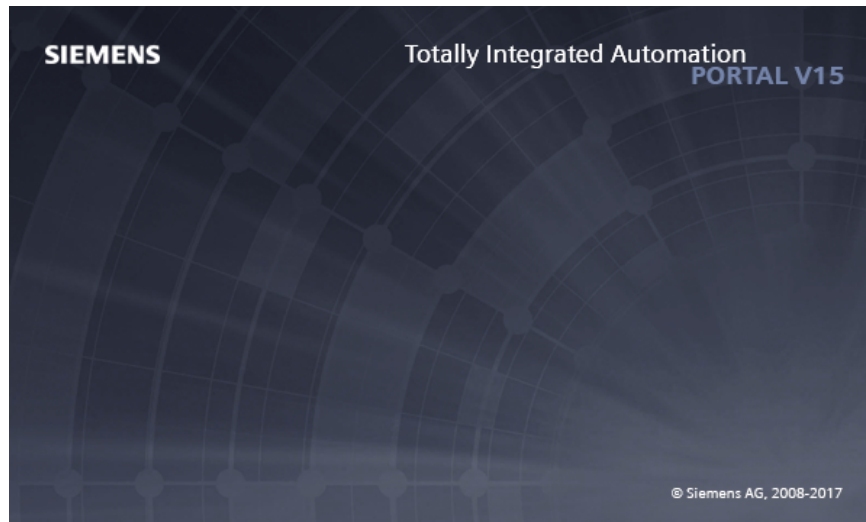 SIEMENS
Totally Integrated Automation
PORTAL V15
© Siemens AG, 2008-2017